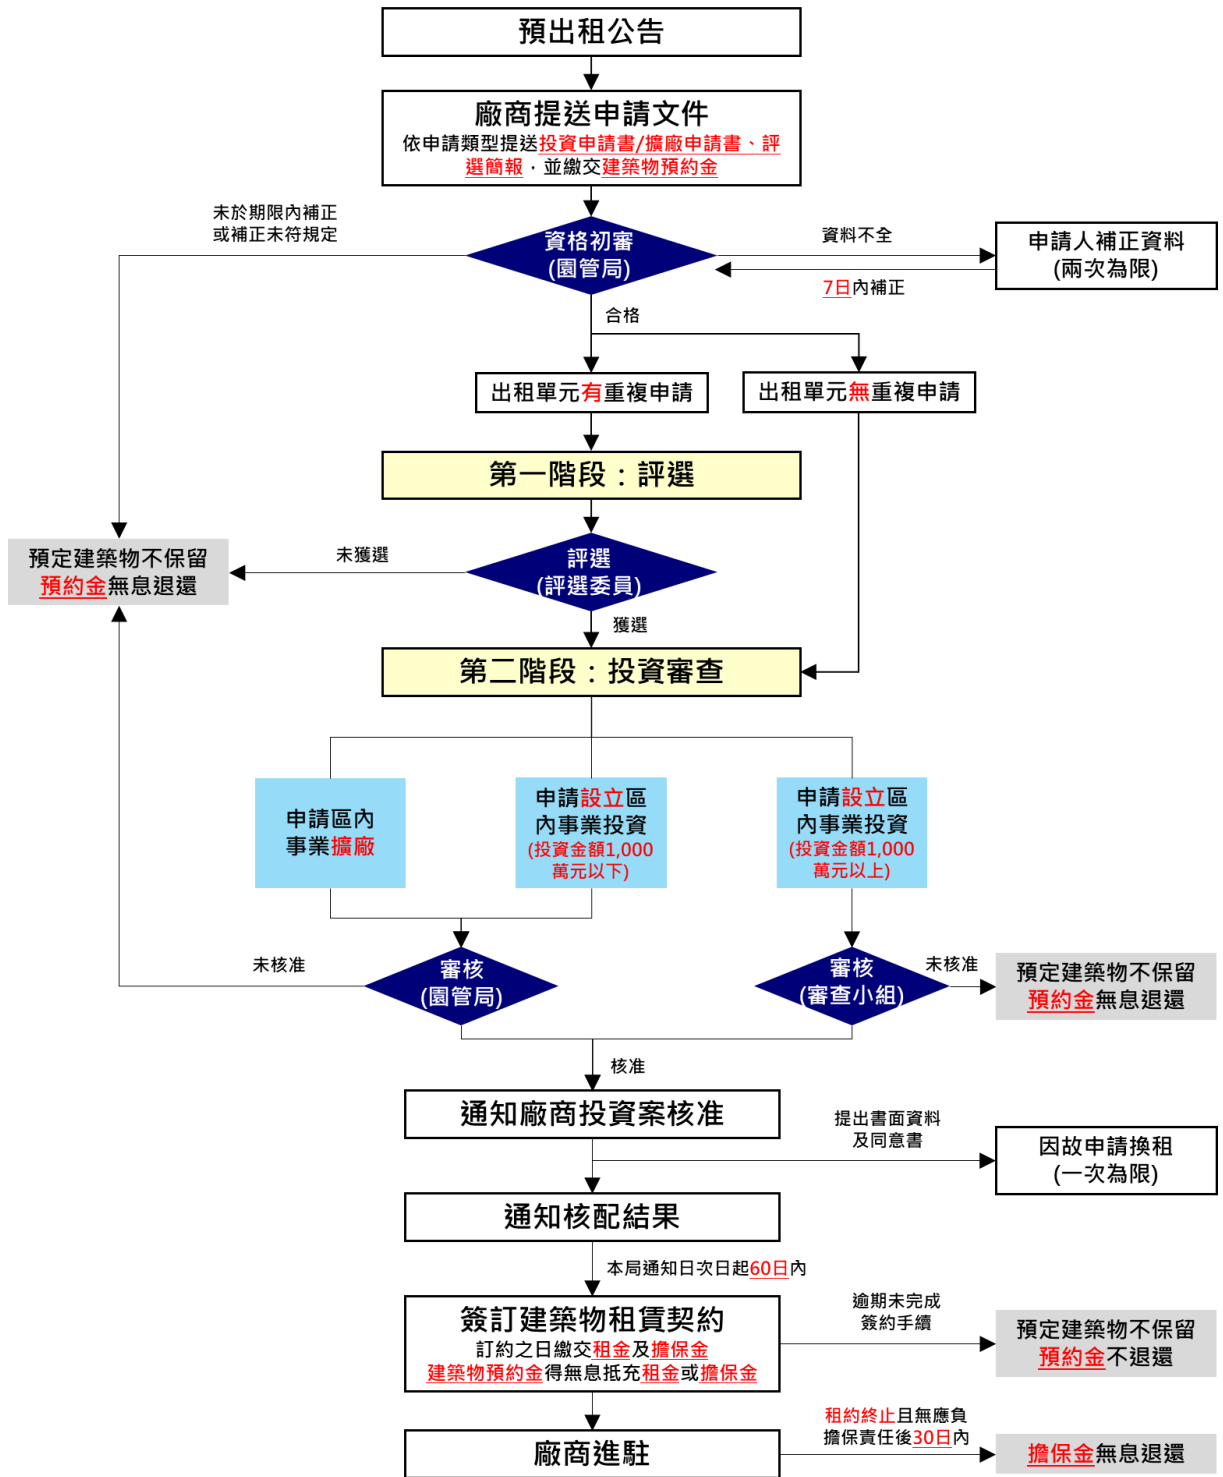 預出租公告
廠商提送申請文件
依申請類型提送投資申請書/擴廠申請書、評
選簡報，並繳交建築物預約金
未於期限內補正
或補正未符規定
資格初審
(園管局)
資料不全
7日內補正
申請人補正資料
(兩次為限)
合格
出租單元有重複申請
出租單元無重複申請
第一階段：評選
預定建築物不保留
預約金無息退還
未獲選
評選
(評選委員)
獲選
第二階段：投資審查
申請區內
事業擴廠
申請設立區
內事業投資
(投資金額1,000
萬元以下)
申請設立區
內事業投資
(投資金額1,000
萬元以上)
未核准
審核
(園管局)
審核
(審查小組)
未核准
預定建築物不保留
預約金無息退還
核准
通知廠商投資案核准
提出書面資料
及同意書
因故申請換租
(一次為限)
通知核配結果
本局通知日次日起60日內
簽訂建築物租賃契約
訂約之日繳交租金及擔保金
建築物預約金得無息抵充租金或擔保金
逾期未完成
簽約手續
預定建築物不保留
預約金不退還
廠商進駐
租約終止且無應負
擔保責任後30日內
擔保金無息退還